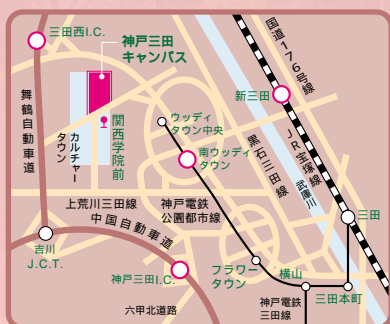 三田西I.C.
神戸三田
キャンパス
国道176号線
舞鶴自動車道
カルチャー
タウン
関西学院前
ウッディ
タウン中央
新三田
南ウッディ
タウン
黒石三田線
JR宝塚線
武庫川
上荒川三田線
神戸電鉄
公園都市線
中国自動車道
三田
吉川
J.C.T.
神戸三田I.C.
フラワー
タウン
横山
三田本町
神戸電鉄
三田線
六甲北道路